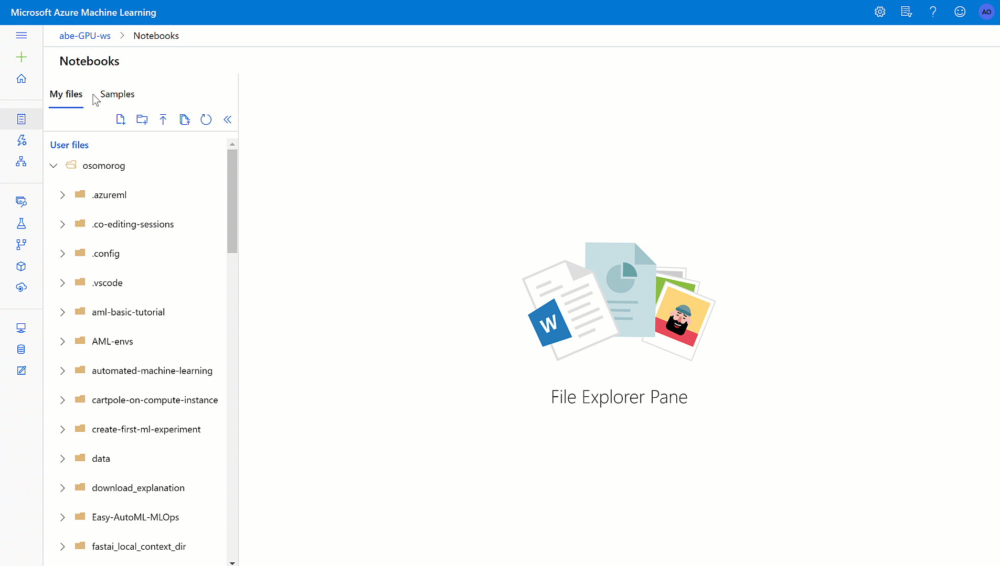 Microsoft Azure Machine Learning
AO
abe-GPU-ws > Notebooks
Notebooks
My files
Samples
User files
osomorog
.azureml
.co-editing-sessions
.config
.vscode
aml-basic-tutorial
AML-envs
automated-machine-learning
cartpole-on-compute-instance
create-first-ml-experiment
data
download_explanation
Easy-AutoML-MLOps
fastai_local_context_dir
W
File Explorer Pane